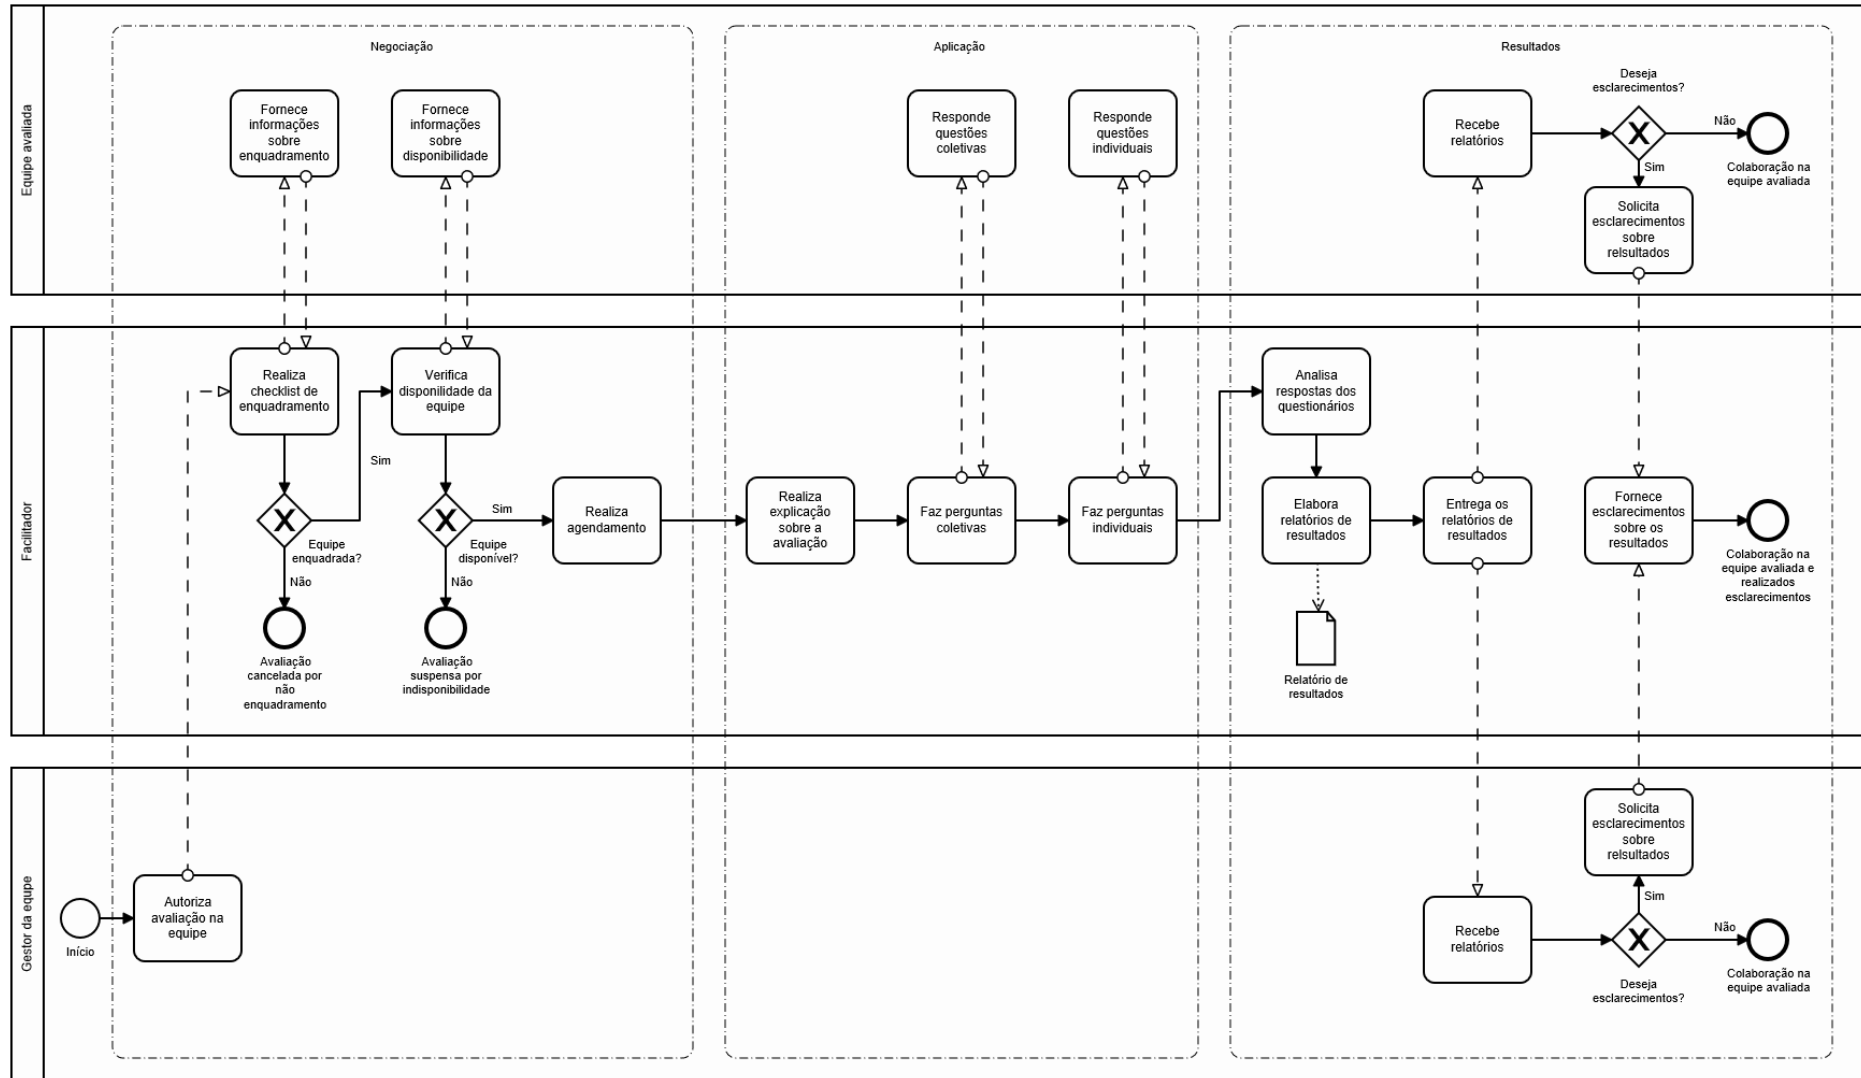 Equipe avaliada
Negociação
Fornece
informações
sobre
enquadramento
Fornece
informações
sobre
disponibilidade
Aplicação
Responde
questões
coletivas
Responde
questões
individuais
Resultados
Recebe
relatórios
Deseja
esclarecimentos?
Não
Colaboração na
equipe avaliada
Sim
Solicita
esclarecimentos
sobre
relsultados
Facilitador
Realiza
checklist de
enquadramento
Sim
Equipe
enquadrada?
Não
Avaliação
cancelada por
não
enquadramento
Verifica
disponilidade da
equipe
Sim
Equipe
disponível?
Não
Avaliação
suspensa por
indisponibilidade
Realiza
agendamento
Realiza
explicação
sobre a
avaliação
Faz perguntas
coletivas
Faz perguntas
individuais
Analisa
respostas dos
questionários
Elabora
relatórios de
resultados
Relatório de
resultados
Entrega os
relatórios de
resultados
Fornece
esclarecimentos
sobre os
resultados
Colaboração na
equipe avaliada e
realizados
esclarecimentos
Gestor da equpe
Início
Autoriza
avaliação na
equipe
Recebe
relatórios
Solicita
esclarecimentos
sobre
relsultados
Sim
Deseja
esclarecimentos?
Não
Colaboração na
equipe avaliada